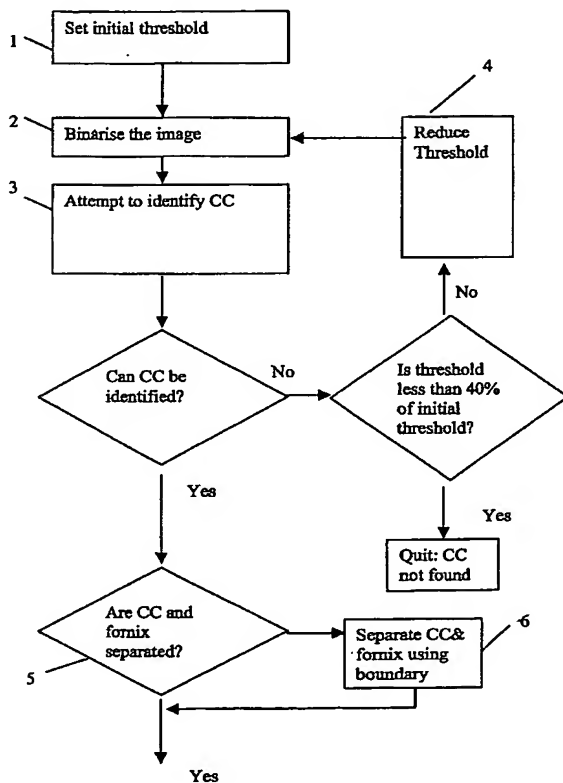 1
Set initial threshold
2
Binarise the image
3
Attempt to identify CC
4
Reduce
Threshold
No
Can CC be
identified?
No
Is threshold
less than 40%
of initial
threshold?
Yes
Yes
Quit: CC
not found
Are CC and
fornix
separated?
5
Separate CC&
fornix using
boundary
6
Yes